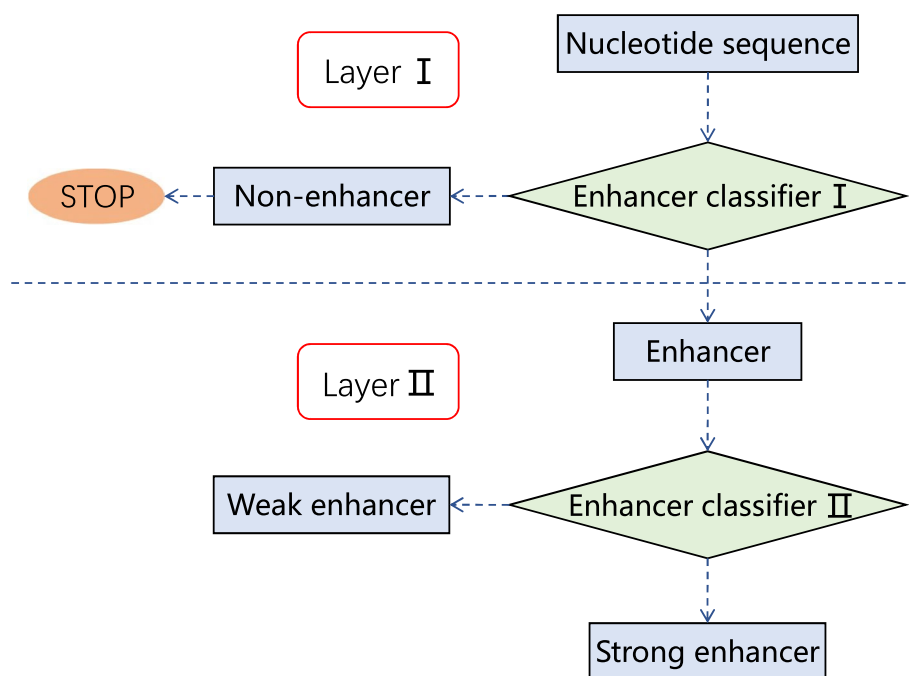 Nucleotide sequence
Layer Ⅰ
STOP
Non-enhancer
Enhancer classifier Ⅰ
Enhancer
Layer Ⅱ
Weak enhancer
Enhancer classifier Ⅱ
Strong enhancer